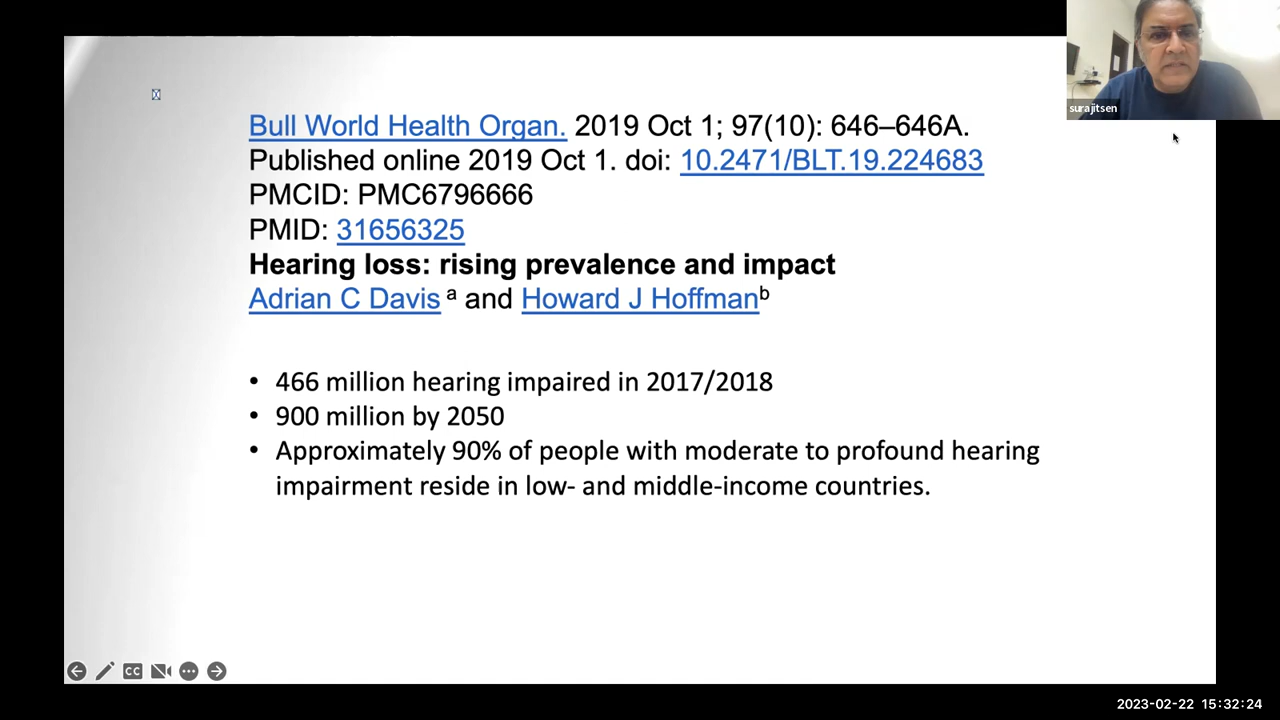 surajitsen
Bull World Health Organ. 2019 Oct 1; 97(10): 646–646A.
Published online 2019 Oct 1. doi: 10.2471/BLT.19.224683
PMCID: PMC6796666
PMID: 31656325
Hearing loss: rising prevalence and impact
Adrian C Davis a and Howard J Hoffman b
• 466 million hearing impaired in 2017/2018
• 900 million by 2050
• Approximately 90% of people with moderate to profound hearing
impairment reside in low- and middle-income countries.
CC
2023-02-22 15:32:24